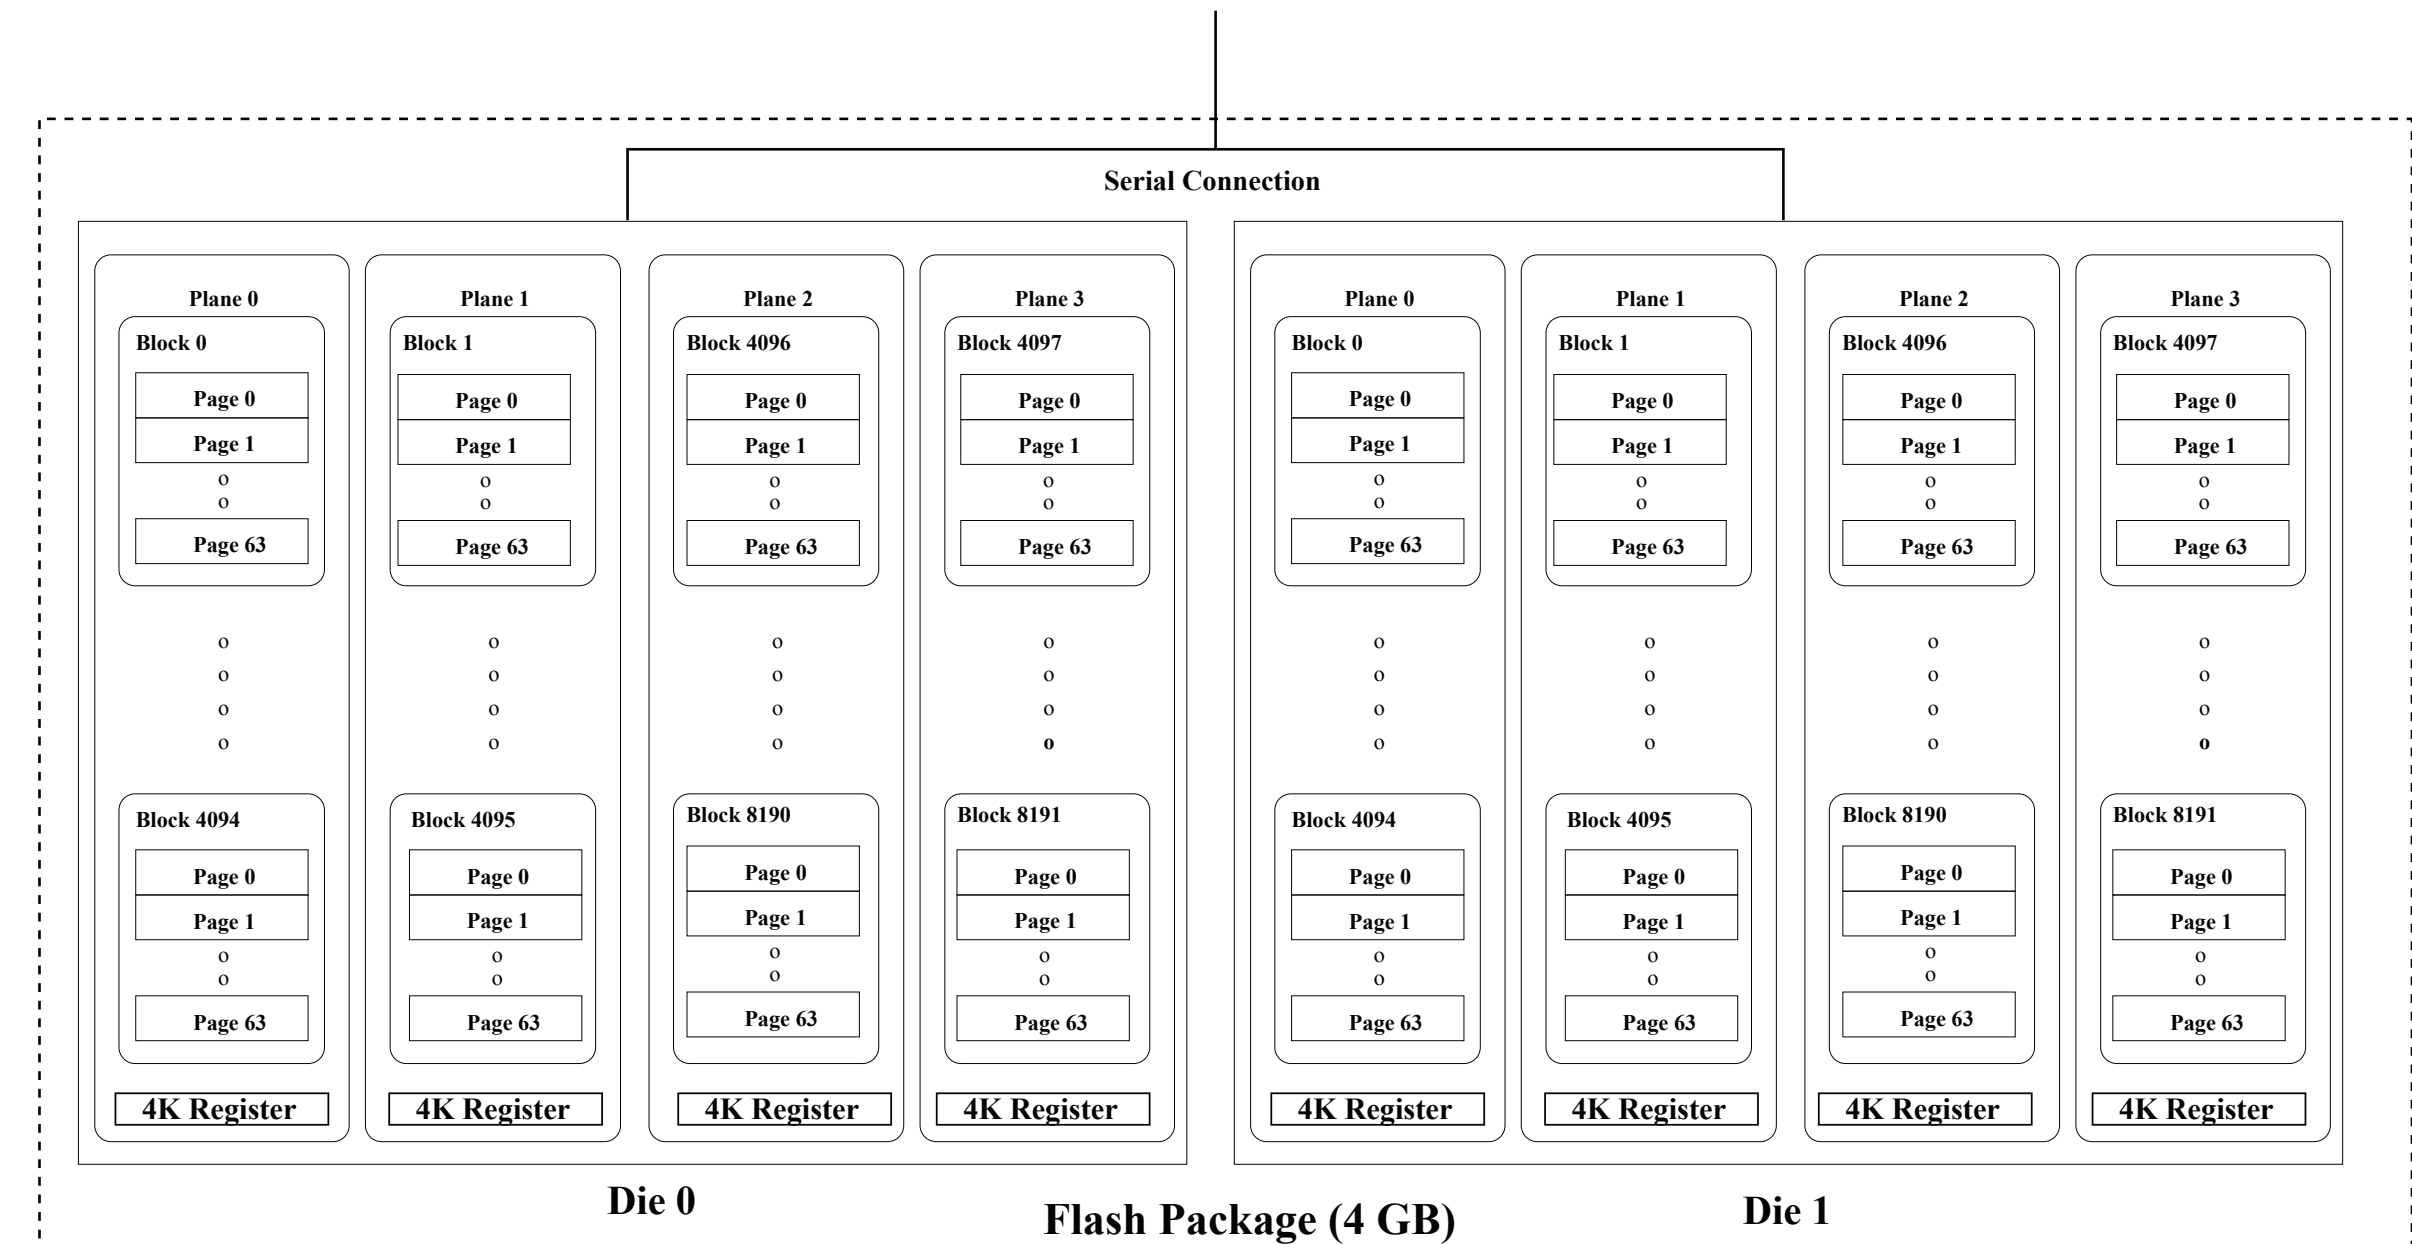 Serial Connection
Plane 0 Plane 1 Plane 2 Plane 3 Plane 0 Plane 1 Plane 2 Plane 3
Block 0 Block 1 Block 4096 Block 4097 Block 0 Block 1 Block 4096 Block 4097
Page 0 Page 0 Page 0 Page 0 Page 0 Page 0 Page 0 Page 0
Page 1 Page 1 Page 1 Page 1 Page 1 Page 1 Page 1 Page 1
o o o o o o o o
o o o o o o o o
Page 63 Page 63 Page 63 Page 63 Page 63 Page 63 Page 63 Page 63
o o o o o o o o
o o o o o o o o
o o o o o o o o
o o o o o o o o
Block 4094 Block 4095 Block 8190 Block 8191 Block 4094 Block 4095 Block 8190 Block 8191
Page 0 Page 0 Page 0 Page 0 Page 0 Page 0 Page 0 Page 0
Page 1 Page 1 Page 1 Page 1 Page 1 Page 1 Page 1 Page 1
o o o o o o o o
o o o o o o o o
Page 63 Page 63 Page 63 Page 63 Page 63 Page 63 Page 63 Page 63
4K Register 4K Register 4K Register 4K Register 4K Register 4K Register 4K Register 4K Register
Die 0 Flash Package (4 GB) Die 1